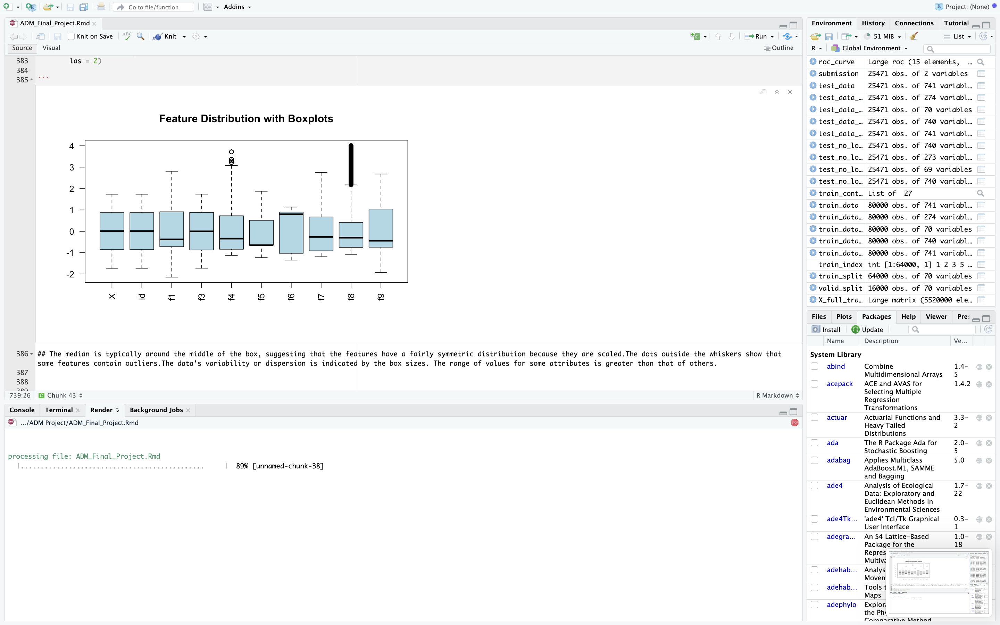 Go to file/function
Addins
Project: (None)
ADM_Final_Project.Rmd
Knit on Save
ABC
Knit
Run
Source
Visual
Outline
383 las = 2)
384
385 ```
Feature Distribution with Boxplots
4
3
2
1
0
-1
-2
X id f1 f3 f4 f5 f6 f7 f8 f9
386 ## The median is typically around the middle of the box, suggesting that the features have a fairly symmetric distribution because they are scaled.The dots outside the whiskers show that
some features contain outliers.The data's variability or dispersion is indicated by the box sizes. The range of values for some attributes is greater than that of others.
387
388
739:26
C Chunk 43
R Markdown
Console
Terminal
Render
Background Jobs
.../ADM Project/ADM_Final_Project.Rmd
STOP
processing file: ADM_Final_Project.Rmd
|.............................................. | 89% [unnamed-chunk-38]
Environment
History
Connections
Tutorial
51 MiB
List
R
Global Environment
roc_curve Large roc (15 elements, …
submission 25471 obs. of 2 variables
test_data 25471 obs. of 741 variabl…
test_data_… 25471 obs. of 274 variabl…
test_data_… 25471 obs. of 70 variables
test_data_… 25471 obs. of 740 variabl…
test_data_… 25471 obs. of 741 variabl…
test_no_lo… 25471 obs. of 740 variabl…
test_no_lo… 25471 obs. of 273 variabl…
test_no_lo… 25471 obs. of 69 variables
test_no_lo… 25471 obs. of 740 variabl…
train_cont… List of 27
train_data 80000 obs. of 741 variabl…
train_data… 80000 obs. of 274 variabl…
train_data… 80000 obs. of 70 variables
train_data… 80000 obs. of 740 variabl…
train_data… 80000 obs. of 741 variabl…
train_index int [1:64000, 1] 1 2 3 5 …
train_split 64000 obs. of 70 variables
valid_split 16000 obs. of 70 variables
X_full_tra… Large matrix (5520000 ele…
Files
Plots
Packages
Help
Viewer
Pre
Install
Update
Name Description Ve…
System Library
abind Combine 1.4-
Multidimensional Arrays 5
acepack ACE and AVAS for 1.4.2
Selecting Multiple
Regression
Transformations
actuar Actuarial Functions and 3.3-
Heavy Tailed 2
Distributions
ada The R Package Ada for 2.0-
Stochastic Boosting 5
adabag Applies Multiclass 5.0
AdaBoost.M1, SAMME
and Bagging
ade4 Analysis of Ecological 1.7-
Data: Exploratory and 22
Euclidean Methods in
Environmental Sciences
ade4Tk… 'ade4' Tcl/Tk Graphical 0.3-
User Interface 1
adegra… An S4 Lattice-Based 1.0-
Package for the 18
Repres
Multiva
adehab… Analys
Movem
adehab… Tools t
Maps
adephylo Explora
the Phy